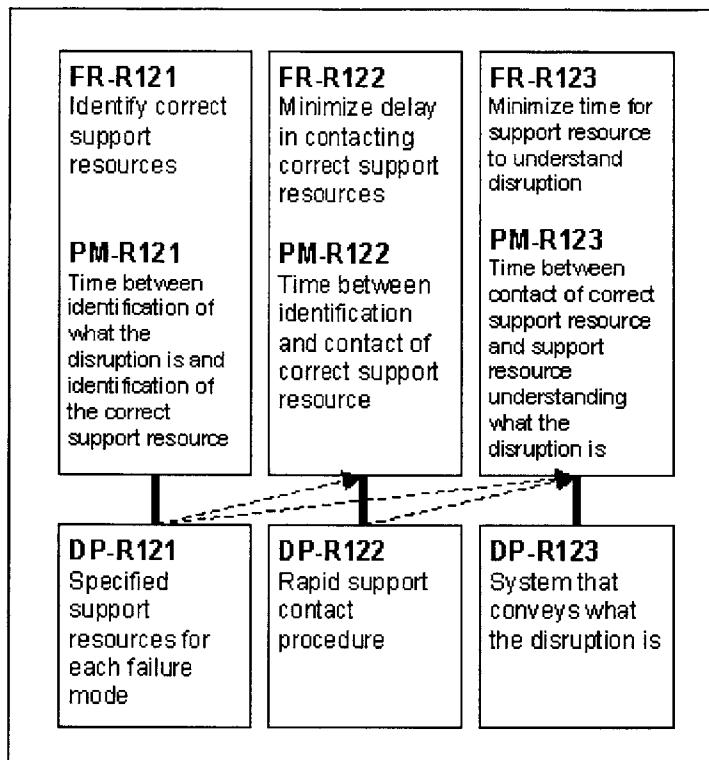 FR-R121
Identify correct
support
resources
PM-R121
Time between
identification of
what the
disruption is and
identification of
the correct
support resource
FR-R122
Minimize delay
in contacting
correct support
resources
PM-R122
Time between
identification
and contact of
correct support
resource
FR-R123
Minimize time for
support resource
to understand
disruption
PM-R123
Time between
contact of correct
support resource
and support
resource
understanding
what the
disruption is
DP-R121
Specified
support
resources for
each failure
mode
DP-R122
Rapid support
contact
procedure
DP-R123
System that
conveys what
the disruption is